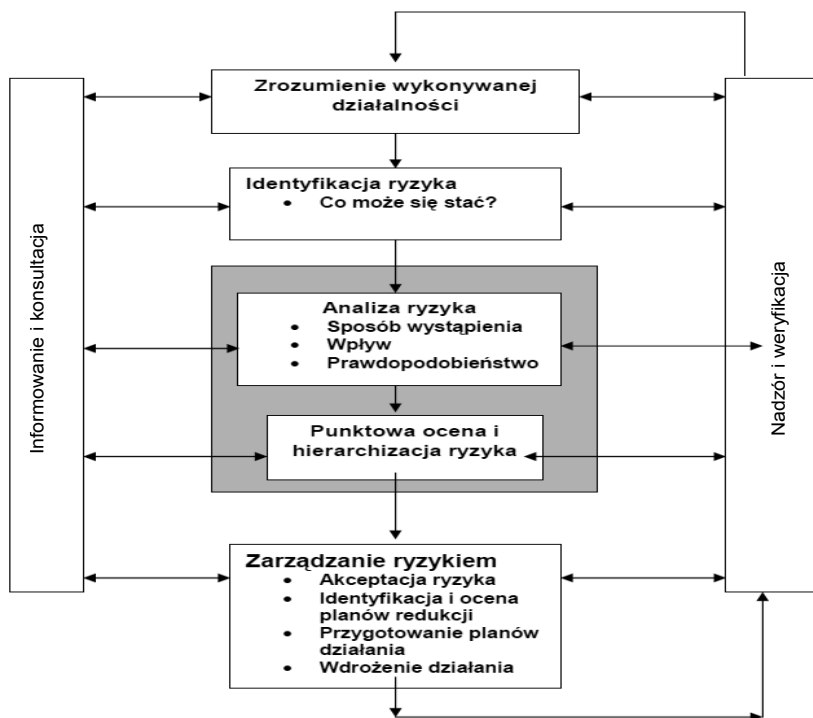 Zrozumienie wykonywanej
działalności
Identyfikacja ryzyka
• Co może się stać?
Analiza ryzyka
• Sposób wystąpienia
• Wpływ
• Prawdopodobieństwo
Punktowa ocena i
hierarchizacja ryzyka
Zarządzanie ryzykiem
• Akceptacja ryzyka
• Identyfikacja i ocena
planów redukcji
• Przygotowanie planów
działania
• Wdrożenie działania
Informowanie i konsultacja
Nadzór i weryfikacja